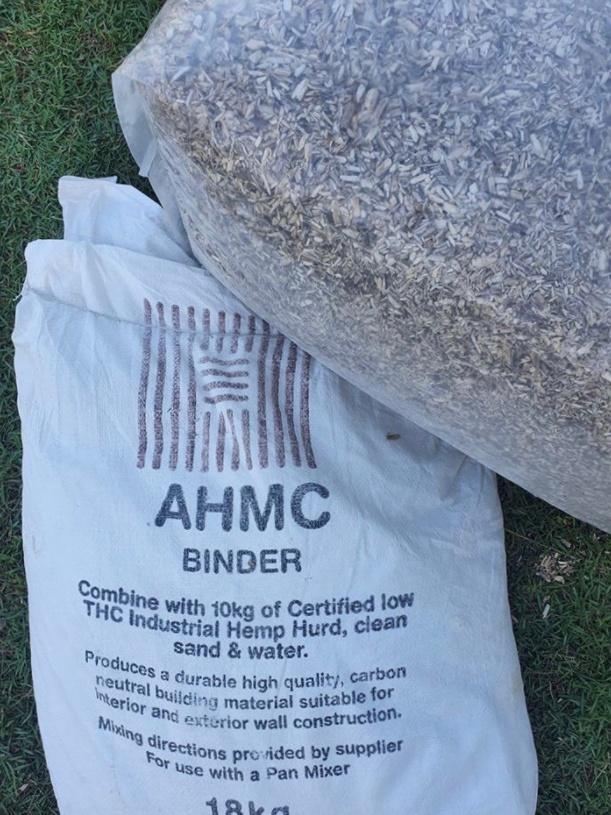 AHMC
BINDER
Combine with 10kg of Certified low
THC Industrial Hemp Hurd, clean
sand & water.
Produces a durable high quality, carbon
neutral building material suitable for
interior and exterior wall construction.
Mixing directions provided by supplier
For use with a Pan Mixer
18kg